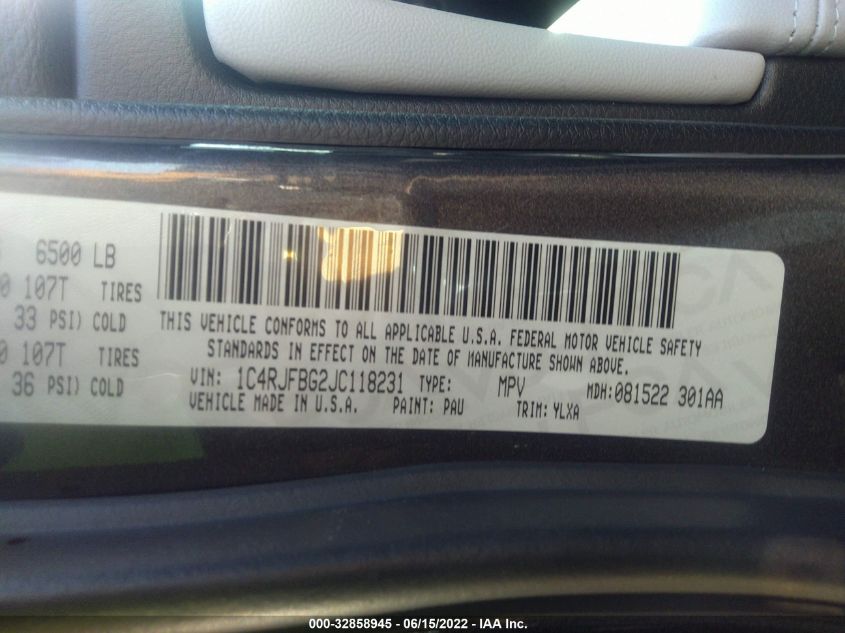 6500 LB
107T TIRES
33 PSI) COLD
107T TIRES
36 PSI) COLD
THIS VEHICLE CONFORMS TO ALL APPLICABLE U.S.A. FEDERAL MOTOR VEHICLE SAFETY
STANDARDS IN EFFECT ON THE DATE OF MANUFACTURE SHOWN ABOVE.
VIN: 1C4RJFBG2JC118231 TYPE: MPV MDH:081522 301AA
VEHICLE MADE IN U.S.A. PAINT: PAU TRIM: YLXA
000-32858945 - 06/15/2022 - IAA Inc.